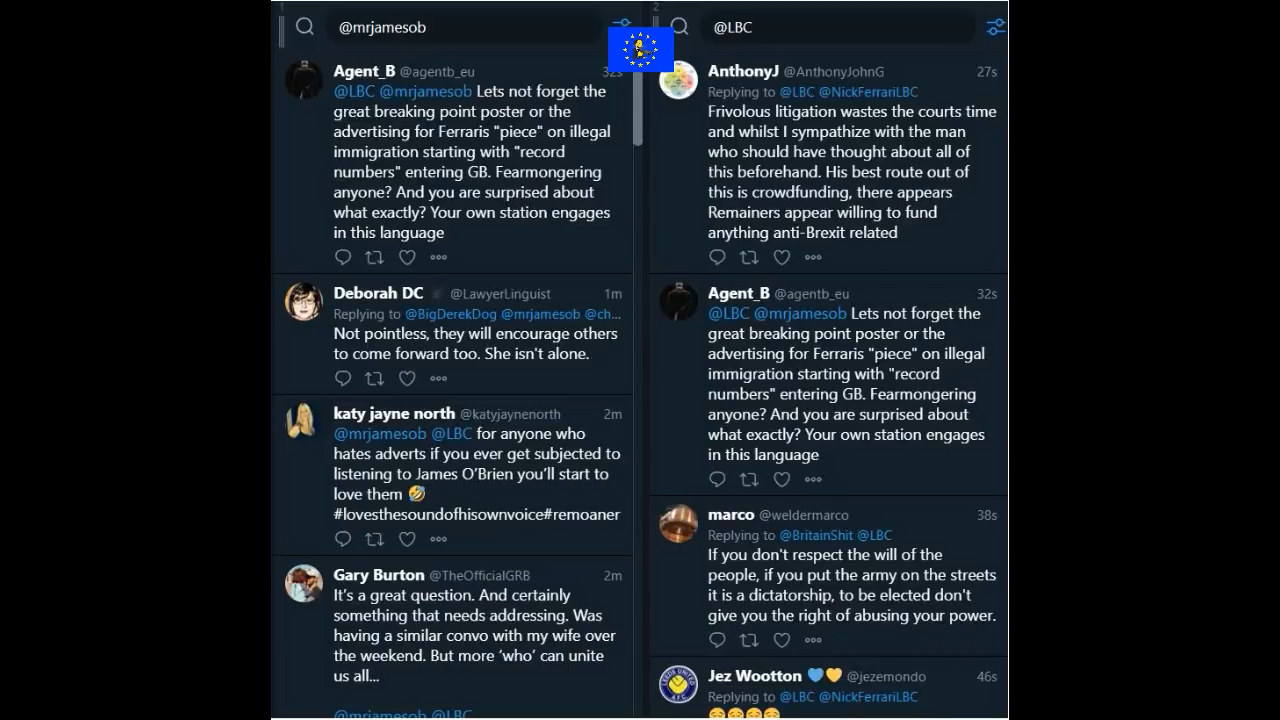 1
@mrjamesob
Agent_B @agentb_eu 32s
@LBC @mrjamesob Lets not forget the
great breaking point poster or the
advertising for Ferraris "piece" on illegal
immigration starting with "record
numbers" entering GB. Fearmongering
anyone? And you are surprised about
what exactly? Your own station engages
in this language
Deborah DC @LawyerLinguist 1m
Replying to @BigDerekDog @mrjamesob @ch...
Not pointless, they will encourage others
to come forward too. She isn't alone.
katy jayne north @katyjaynenorth 2m
@mrjamesob @LBC for anyone who
hates adverts if you ever get subjected to
listening to James O’Brien you’ll start to
love them 🤣
#lovesthesoundofhisownvoice#remoaner
Gary Burton @TheOfficialGRB 2m
It's a great question. And certainly
something that needs addressing. Was
having a similar convo with my wife over
the weekend. But more ‘who’ can unite
us all...
@mrjamesob @LBC
2
@LBC
AnthonyJ @AnthonyJohnG 27s
Replying to @LBC @NickFerrariLBC
Frivolous litigation wastes the courts time
and whilst I sympathize with the man
who should have thought about all of
this beforehand. His best route out of
this is crowdfunding, there appears
Remainers appear willing to fund
anything anti-Brexit related
Agent_B @agentb_eu 32s
@LBC @mrjamesob Lets not forget the
great breaking point poster or the
advertising for Ferraris "piece" on illegal
immigration starting with "record
numbers" entering GB. Fearmongering
anyone? And you are surprised about
what exactly? Your own station engages
in this language
marco @weldermarco 38s
Replying to @BritainShit @LBC
If you don't respect the will of the
people, if you put the army on the streets
it is a dictatorship, to be elected don't
give you the right of abusing your power.
Jez Wootton 💙💛 @jezemondo 46s
Replying to @LBC @NickFerrariLBC